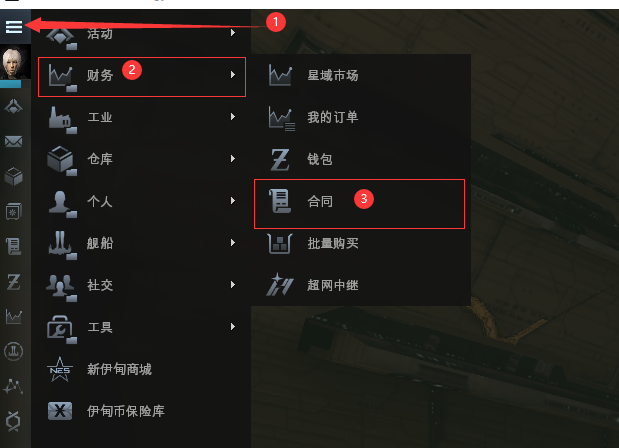 1
活动
财务
2
星域市场
工业
我的订单
仓库
钱包
个人
合同
3
舰船
批量购买
社交
超网中继
工具
NES
新伊甸商城
伊甸币保险库